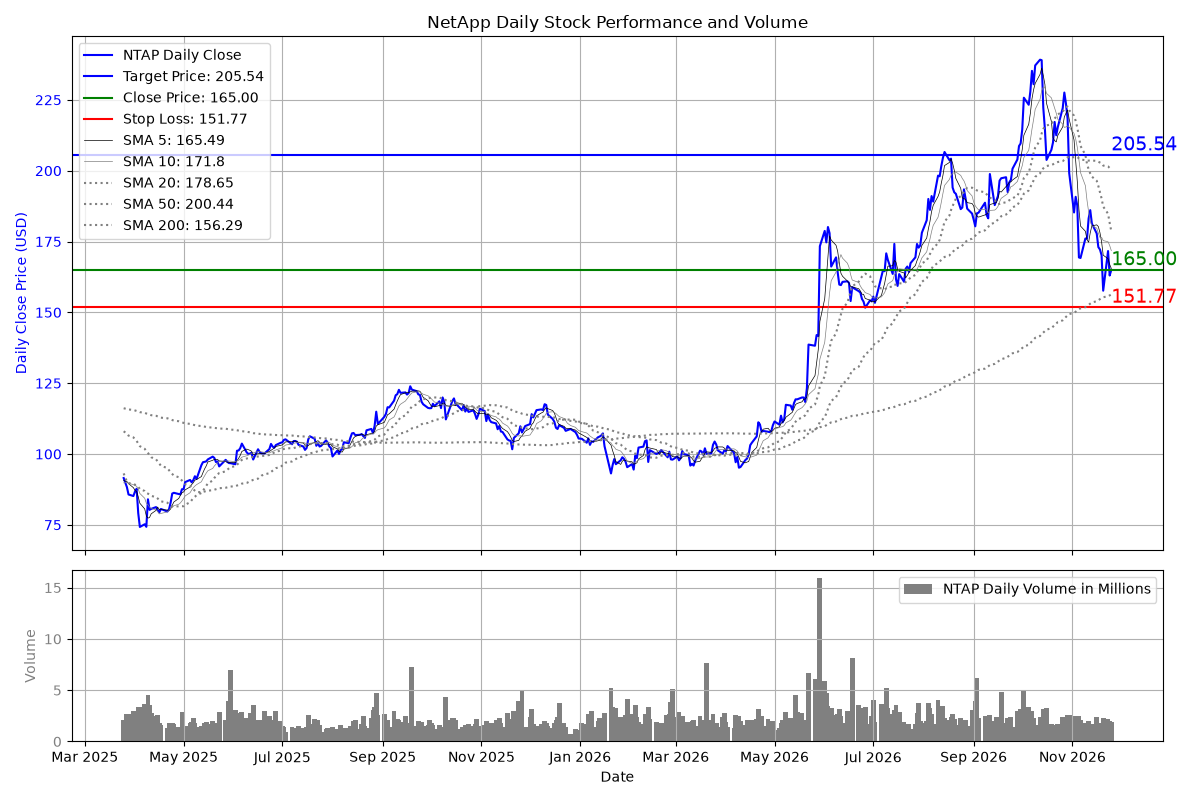 NetApp Daily Stock Performance and Volume
NTAP Daily Close
Target Price: 205.54
Close Price: 165.00
Stop Loss: 151.77
SMA 5: 165.49
SMA 10: 171.8
SMA 20: 178.65
SMA 50: 200.44
SMA 200: 156.29
225
200
175
150
125
100
75
Daily Close Price (USD)
205.54
165.00
151.77
NTAP Daily Volume in Millions
15
10
5
0
Volume
Mar 2025
May 2025
Jul 2025
Sep 2025
Nov 2025
Jan 2026
Mar 2026
May 2026
Jul 2026
Sep 2026
Nov 2026
Date